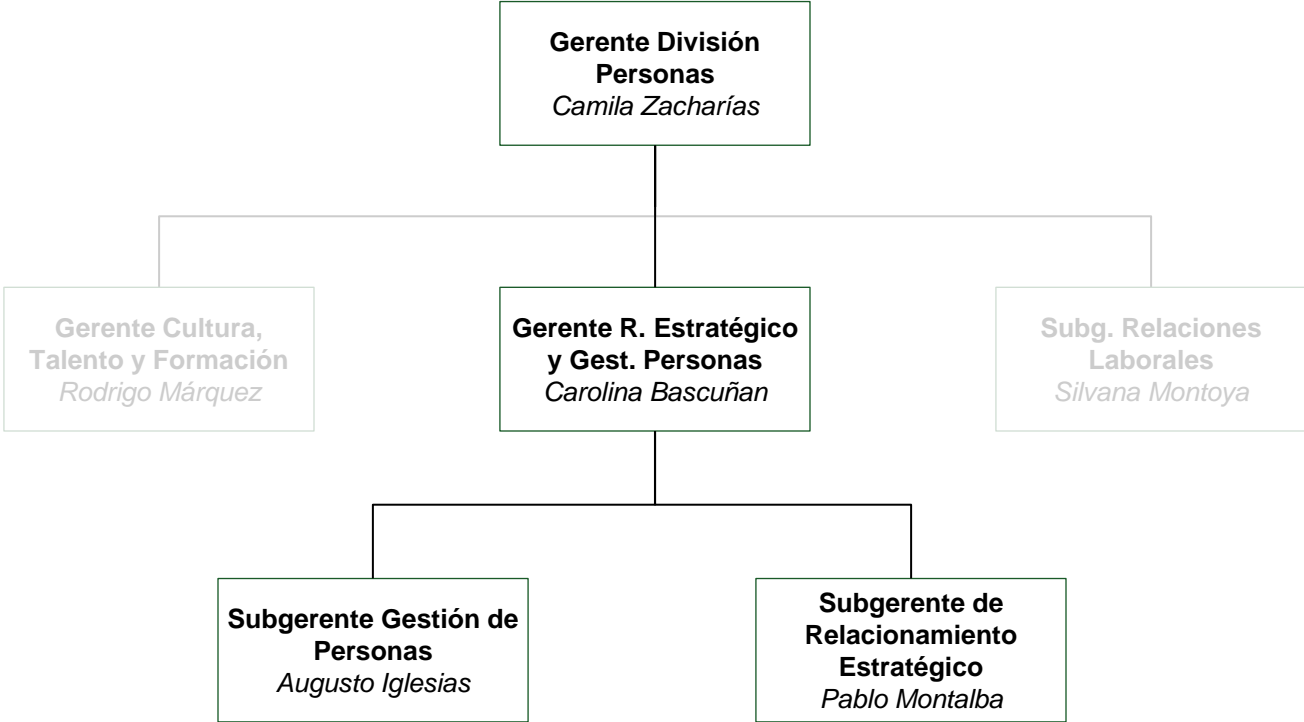 Gerente División
Personas
Camila Zacharías
Gerente Cultura,
Talento y Formación
Rodrigo Márquez
Gerente R. Estratégico
y Gest. Personas
Carolina Bascuñan
Subg. Relaciones
Laborales
Silvana Montoya
Subgerente Gestión de
Personas
Augusto Iglesias
Subgerente de
Relacionamiento
Estratégico
Pablo Montalba